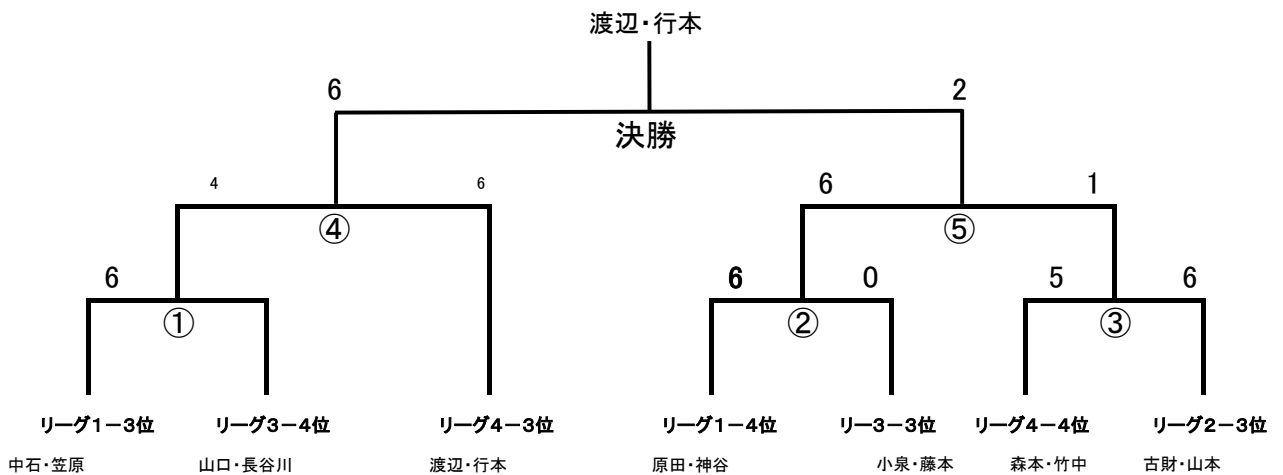 渡辺・行本
6 2
決勝
4 6 6 1
④ ⑤
6 6 0 5 6
① ② ③
リーグ1－3位 リーグ3－4位 リーグ4－3位 リーグ1－4位 リー3－3位 リーグ4－4位 リーグ2－3位
中石・笠原 山口・長谷川 渡辺・行本 原田・神谷 小泉・藤本 森本・竹中 古財・山本